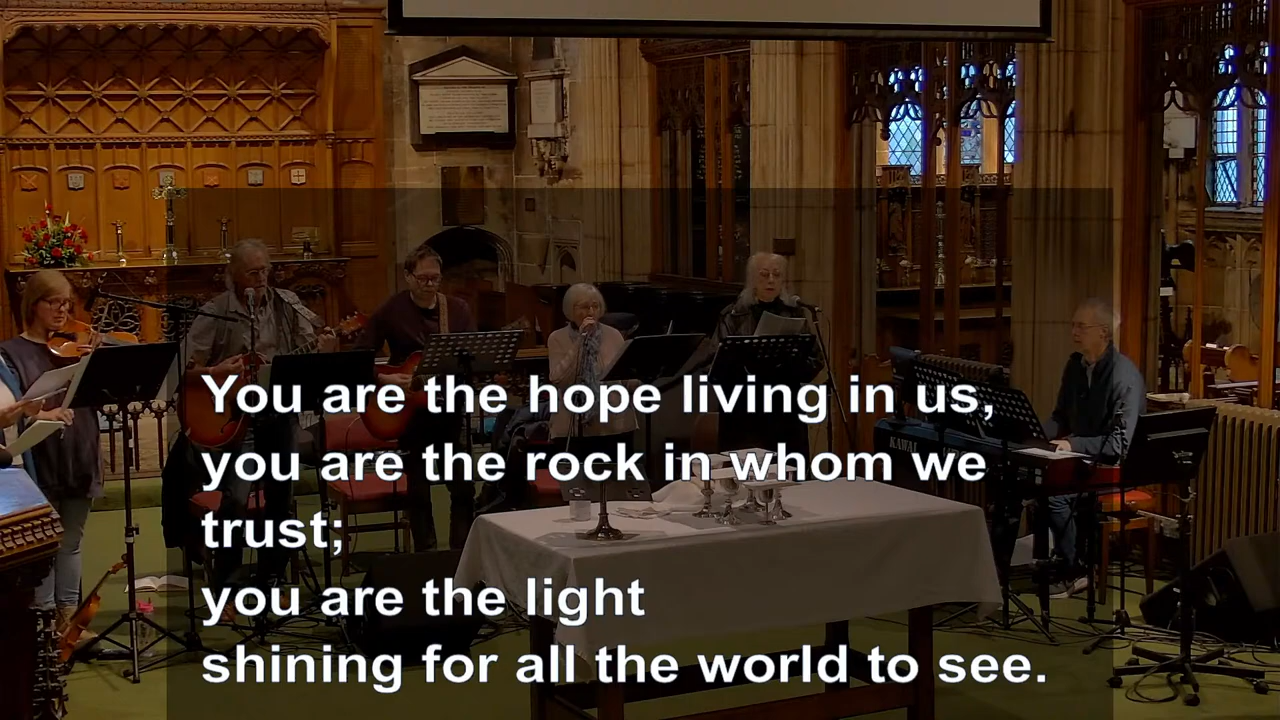 You are the hope living in us,
you are the rock in whom we
trust;
you are the light
shining for all the world to see.
KAWAI